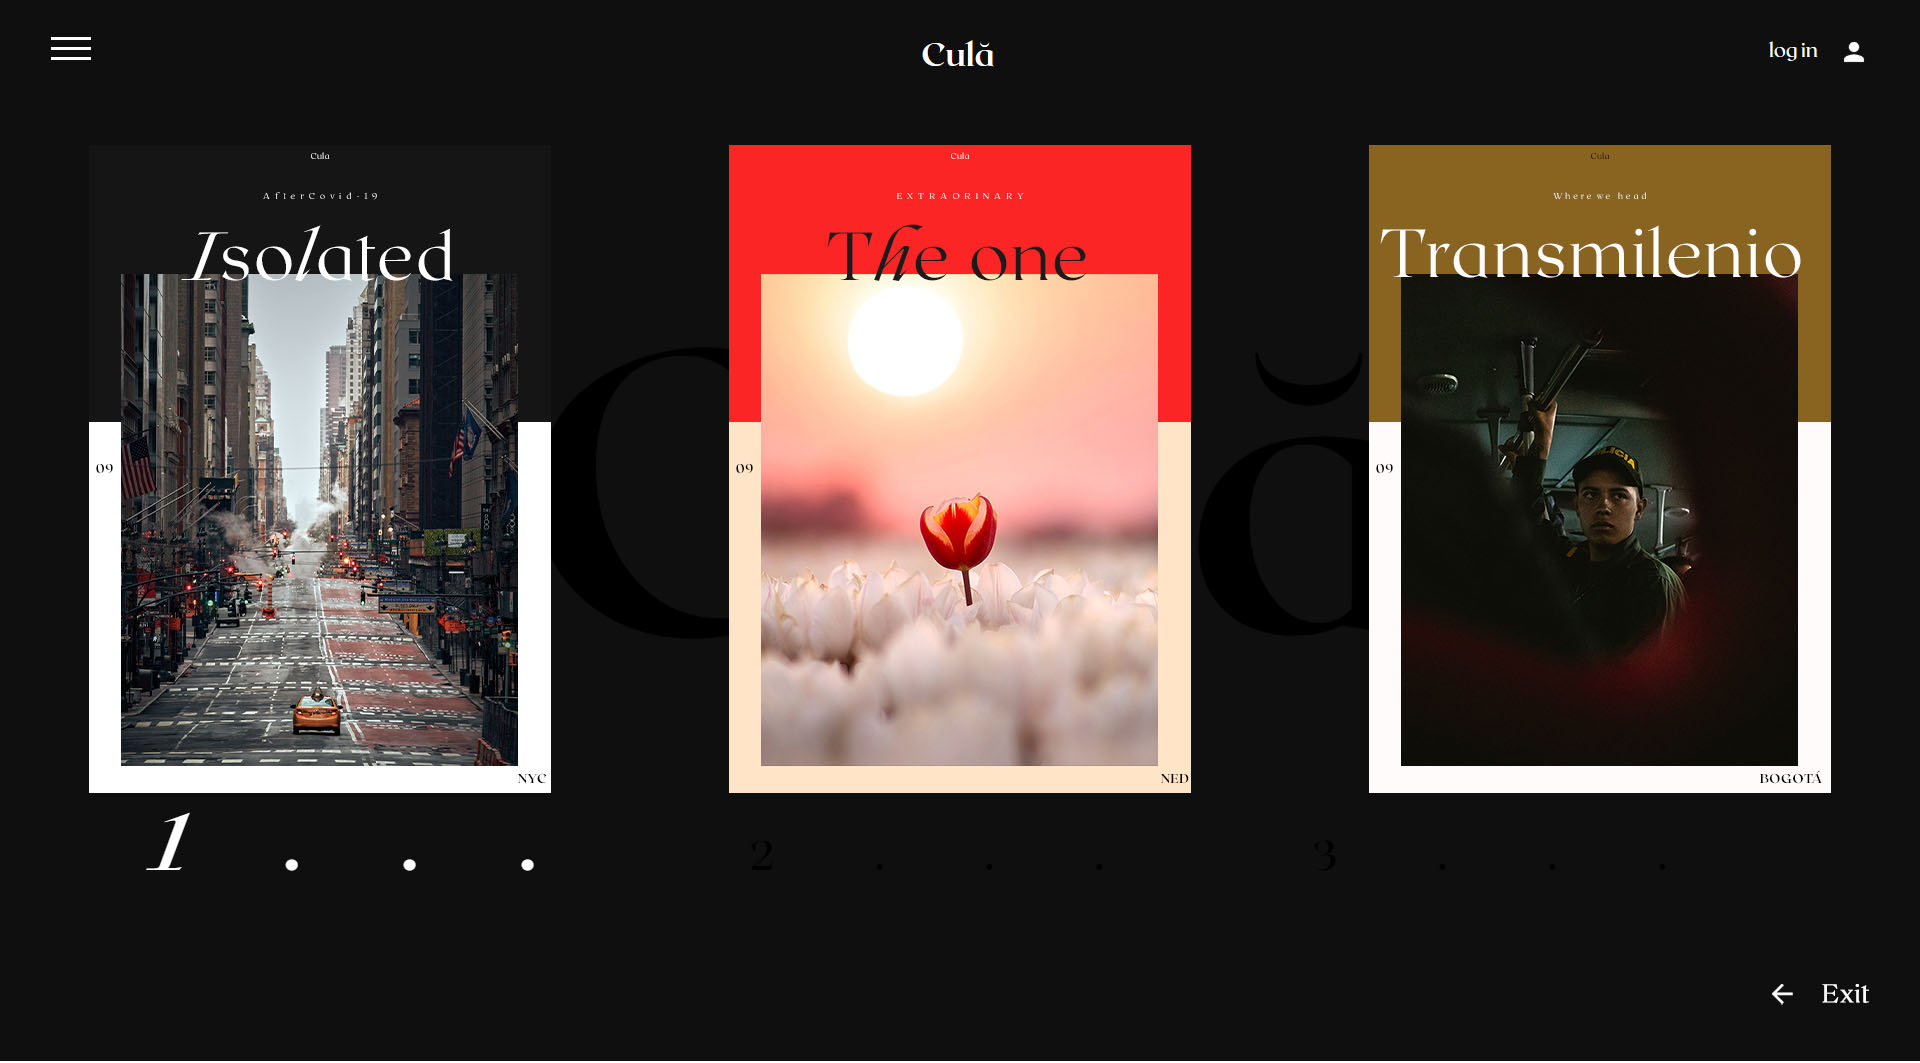 Culă
log in
Cula
AfterCovid-19
Isolated
09
NYC
Cula
EXTRAORINARY
The one
09
NED
Cula
Where we head
Transmilenio
09
ICIA
BOGOTÁ
C ă
1 . . .
2 . . .
3 . . .
Exit